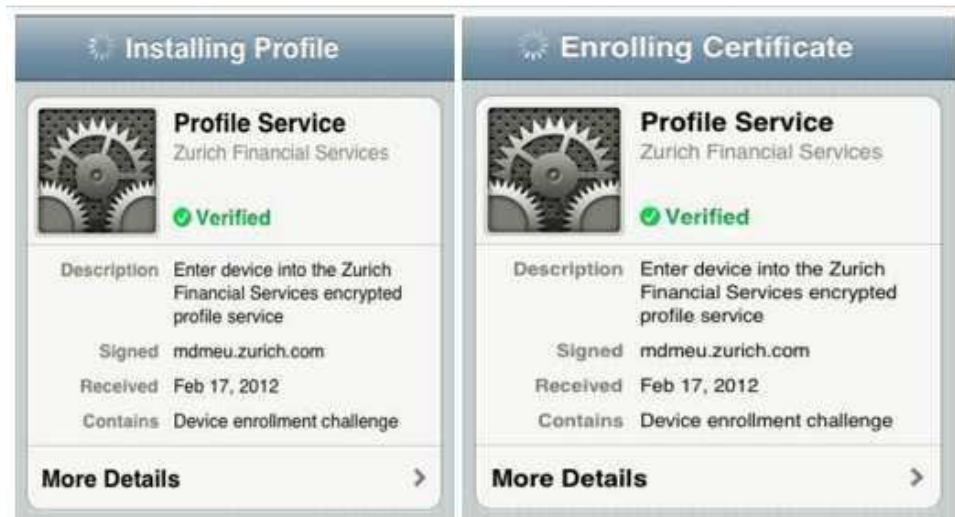 Installing Profile
Profile Service
Zurich Financial Services
Verified
Description Enter device into the Zurich
Financial Services encrypted
profile service
Signed mdmeu.zurich.com
Received Feb 17, 2012
Contains Device enrollment challenge
More Details
Enrolling Certificate
Profile Service
Zurich Financial Services
Verified
Description Enter device into the Zurich
Financial Services encrypted
profile service
Signed mdmeu.zurich.com
Received Feb 17, 2012
Contains Device enrollment challenge
More Details